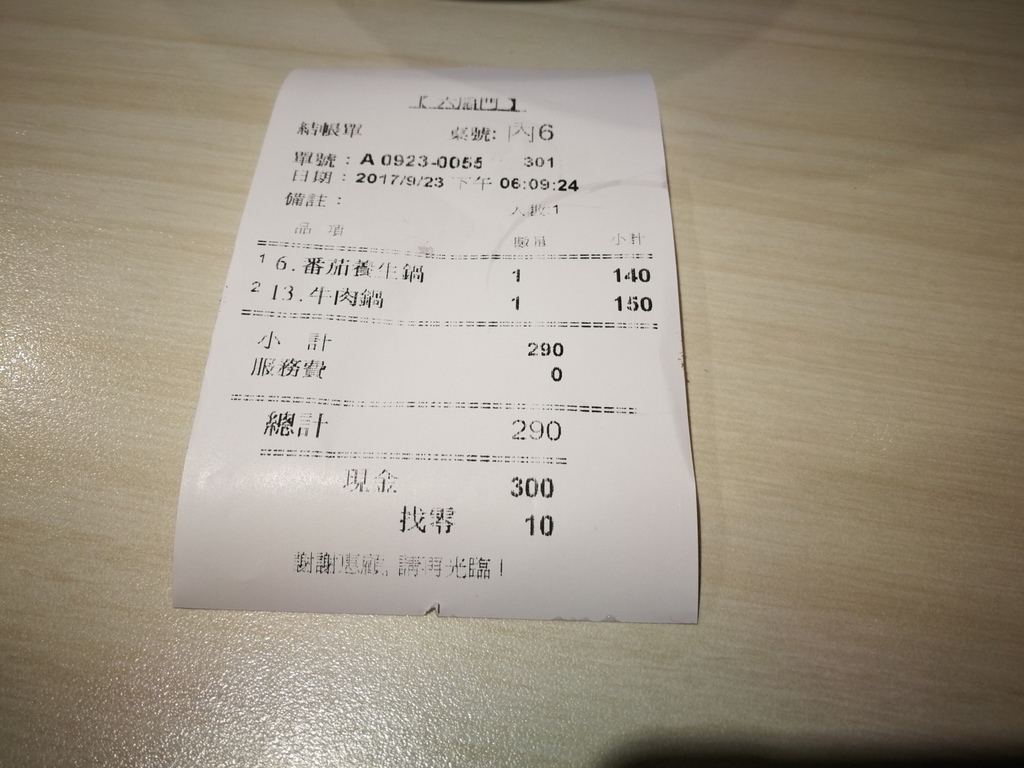 結帳單 桌號: 內6
單號：A 0923-0055 301
日期：2017/9/23 下午 06:09:24
備註： 人數:1
品 項 數量 小計
1 6.番茄養生鍋 1 140
2 13.牛肉鍋 1 150
小 計 290
服務費 0
總計 290
現金 300
找零 10
謝謝惠顧, 請再光臨！